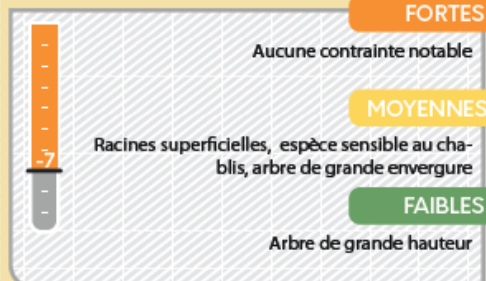 FORTES
Aucune contrainte notable
MOYENNES
-7
Racines superficielles, espèce sensible au cha-
blis, arbre de grande envergure
FAIBLES
Arbre de grande hauteur